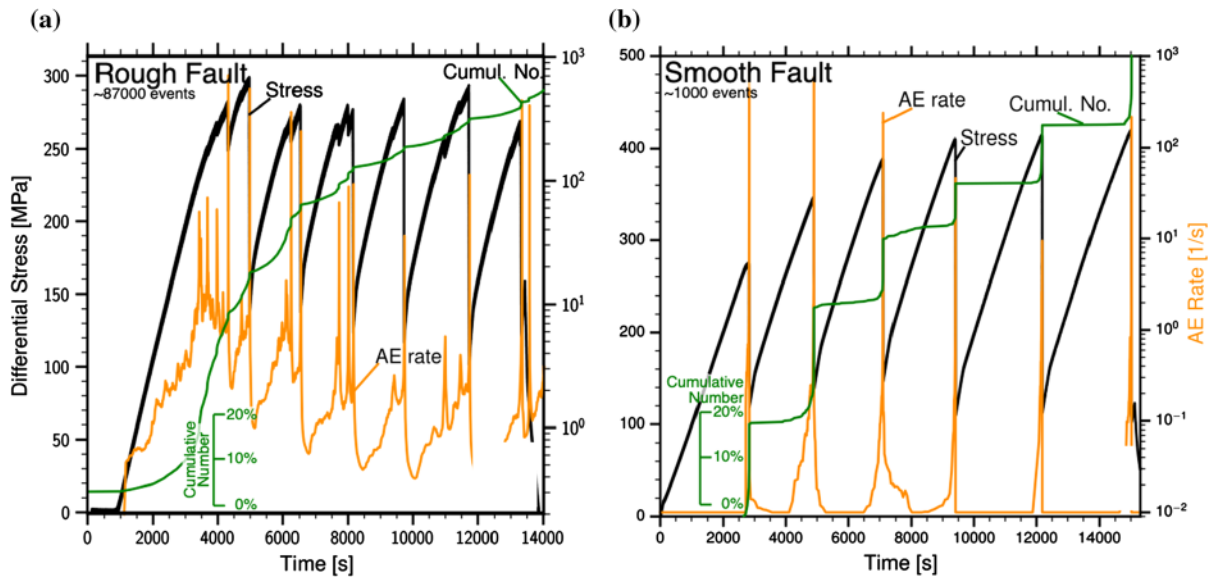 (a)
Rough Fault
~87000 events
Stress
Cumul. No.
AE rate
Cumulative
Number
20%
10%
0%
Differential Stress [MPa]
300
250
200
150
100
50
0
10³
10²
10¹
10⁰
0 2000 4000 6000 8000 10000 12000 14000
Time [s]
(b)
Smooth Fault
~1000 events
AE rate
Cumul. No.
Stress
Cumulative
Number
20%
10%
0%
500
400
300
200
100
0
10³
10²
10¹
10⁰
10⁻¹
10⁻²
AE Rate [1/s]
0 2000 4000 6000 8000 10000 12000 14000
Time [s]